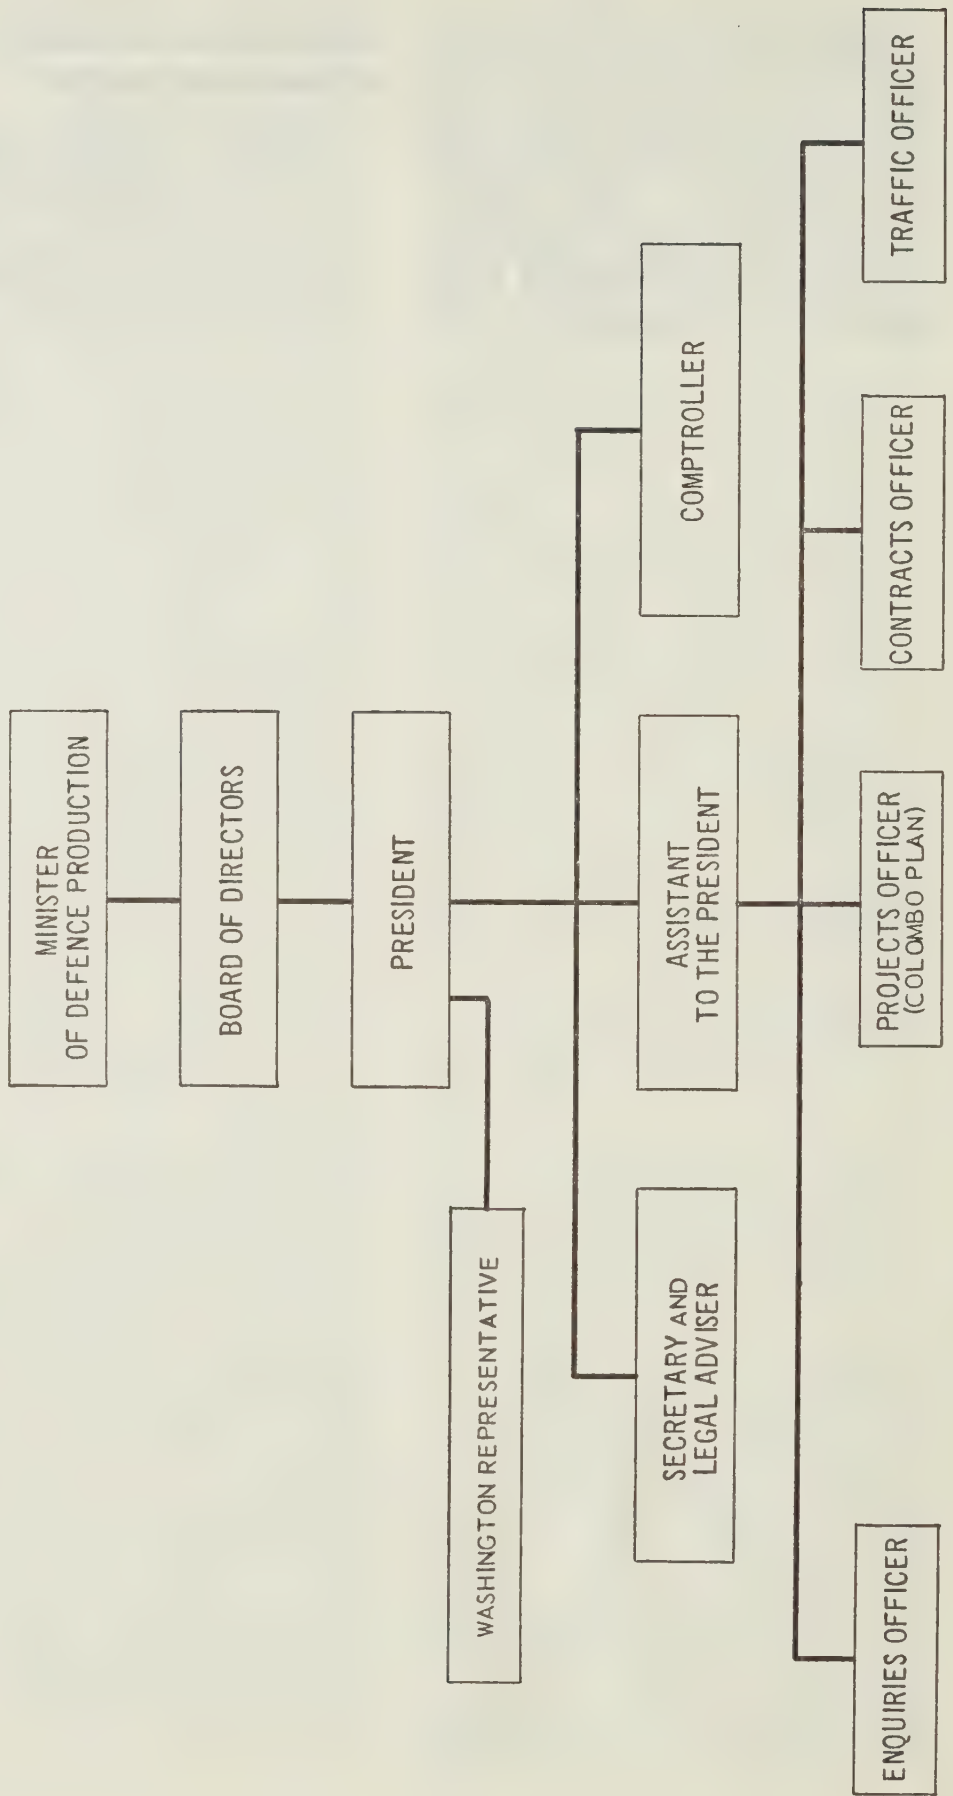 MINISTER
OF DEFENCE PRODUCTION
BOARD OF DIRECTORS
PRESIDENT
WASHINGTON REPRESENTATIVE
SECRETARY AND
LEGAL ADVISER
ASSISTANT
TO THE PRESIDENT
COMPTROLLER
ENQUIRIES OFFICER
PROJECTS OFFICER
(COLOMBO PLAN)
CONTRACTS OFFICER
TRAFFIC OFFICER